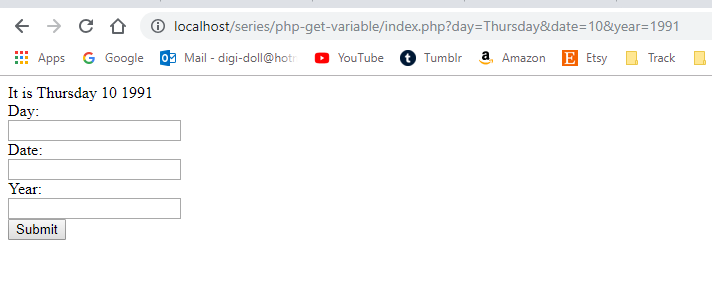 localhost/series/php-get-variable/index.php?day=Thursday&date=10&year=1991
Apps Google Mail - digi-doll@hotm YouTube Tumblr Amazon Etsy Track
It is Thursday 10 1991
Day:
Date:
Year:
Submit